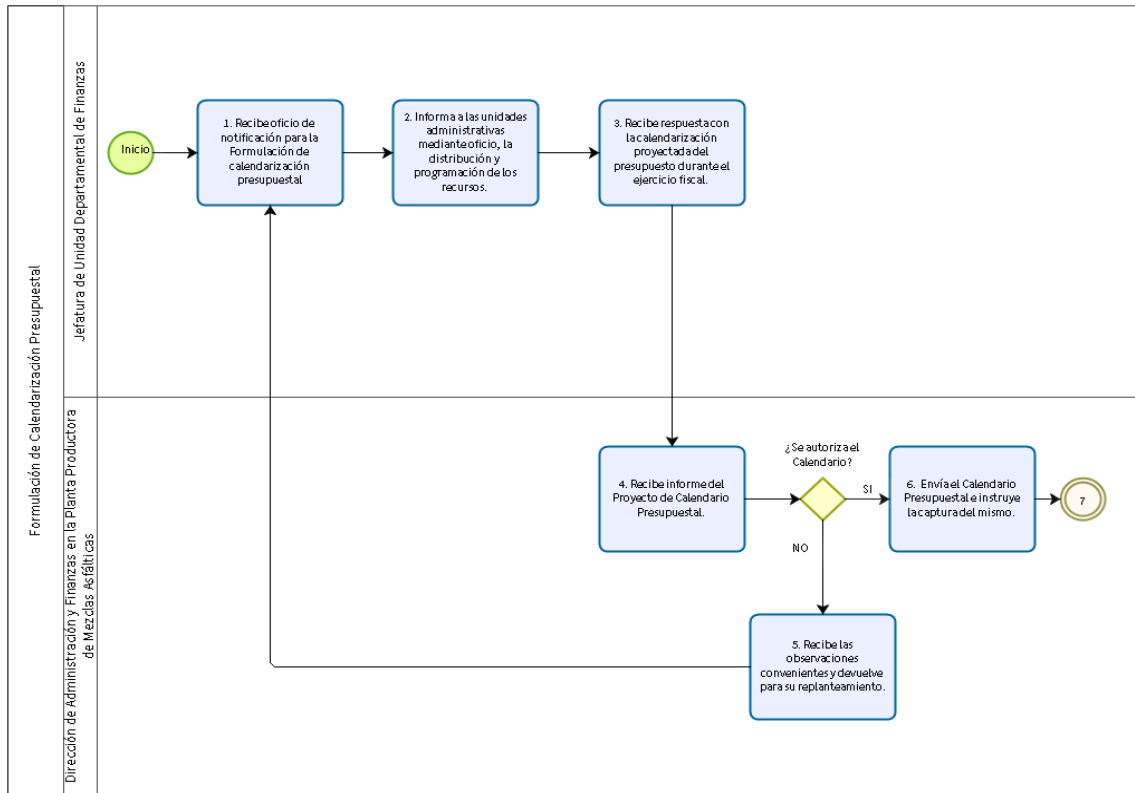 Formulación de Calendarización Presupuestal
Jefatura de Unidad Departamental de Finanzas
Inicio
1. Recibe oficio de
notificación para la
Formulación de
calendarización
presupuestal
2. Informa a las unidades
administrativas
mediante oficio, la
distribución y
programación de los
recursos.
3. Recibe respuesta con
la calendarización
proyectada del
presupuesto durante el
ejercicio fiscal.
Dirección de Administración y Finanzas en la Planta Productora
de Mezclas Asfálticas
4. Recibe informe del
Proyecto de Calendario
Presupuestal.
¿Se autoriza el
Calendario?
SI
NO
6. Envía el Calendario
Presupuestal e instruye
la captura del mismo.
7
5. Recibe las
observaciones
convenientes y devuelve
para su replanteamiento.